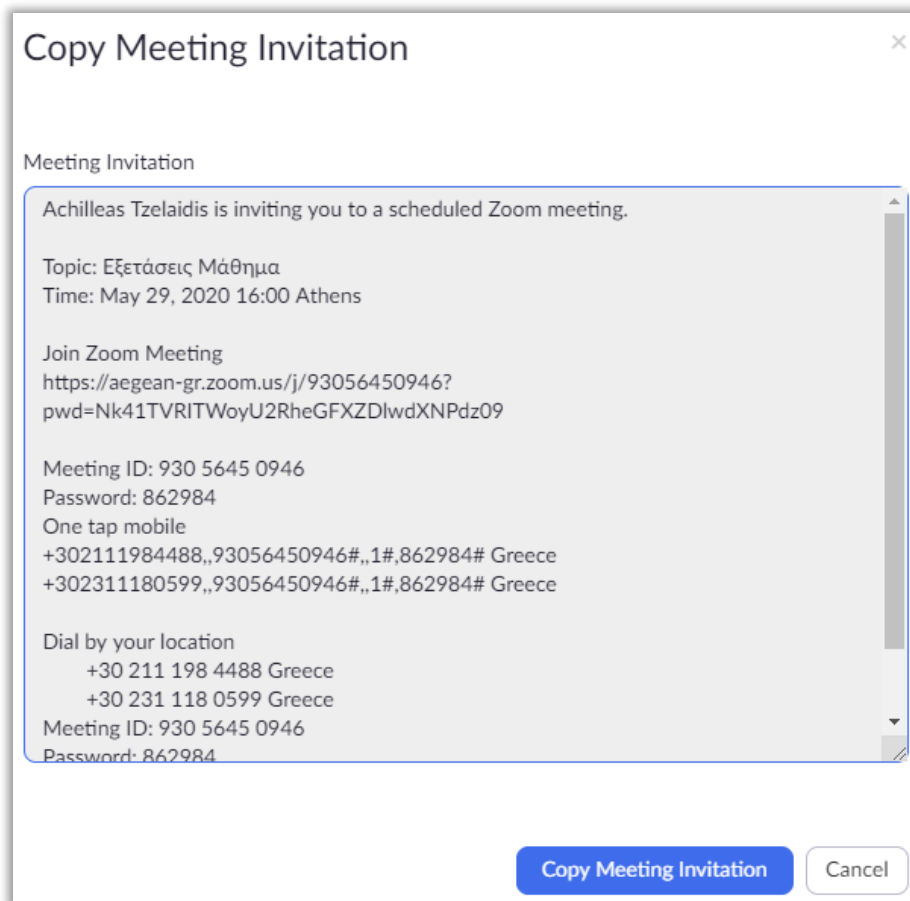 Copy Meeting Invitation
Meeting Invitation
Achilleas Tzelaidis is inviting you to a scheduled Zoom meeting.
Topic: Εξετάσεις Μάθημα
Time: May 29, 2020 16:00 Athens
Join Zoom Meeting
https://aegean-gr.zoom.us/j/93056450946?
pwd=Nk41TVRITWoyU2RheGFXZDlwdXNPdz09
Meeting ID: 930 5645 0946
Password: 862984
One tap mobile
+302111984488,,93056450946#,,1#,862984# Greece
+302311180599,,93056450946#,,1#,862984# Greece
Dial by your location
+30 211 198 4488 Greece
+30 231 118 0599 Greece
Meeting ID: 930 5645 0946
Password: 862984
Copy Meeting Invitation
Cancel